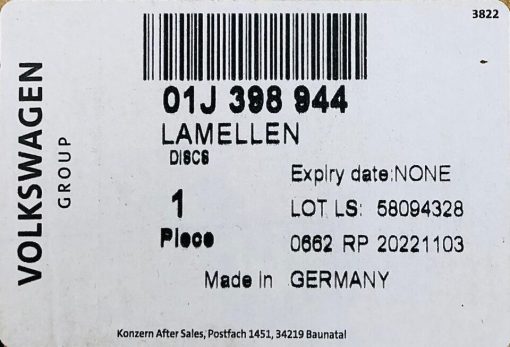 3822
VOLKSWAGEN
GROUP
01J 398 944
LAMELLEN
DISCS
Expiry date:NONE
1
LOT LS: 58094328
Piece
0662 RP 20221103
Made in GERMANY
Konzern After Sales, Postfach 1451, 34219 Baunatal